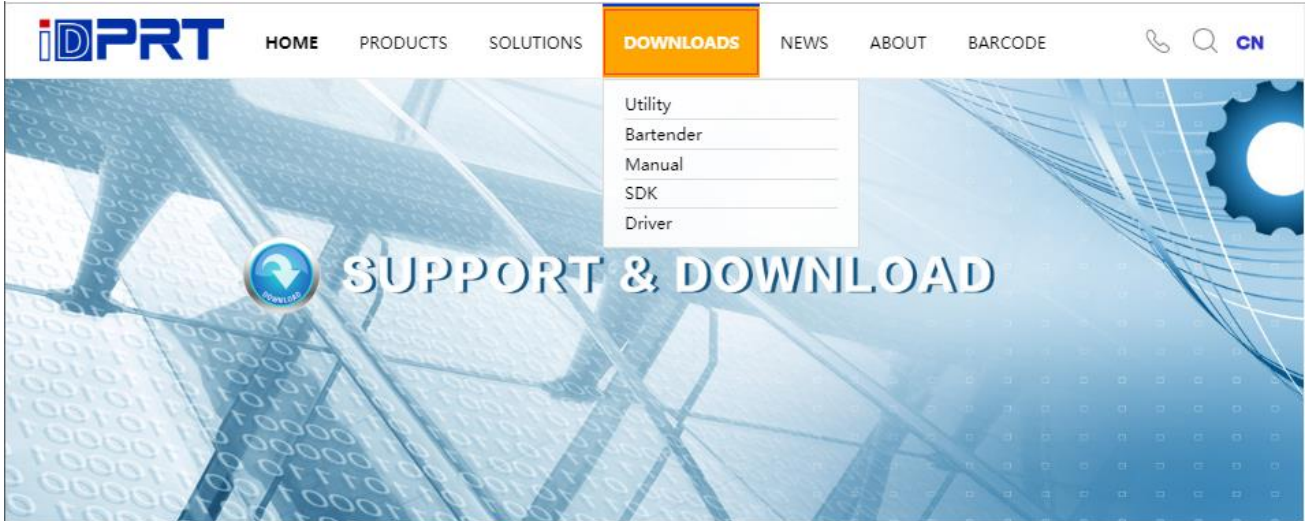 iDPRT HOME PRODUCTS SOLUTIONS DOWNLOADS NEWS ABOUT BARCODE CN
Utility
Bartender
Manual
SDK
Driver
DOWNLOAD
SUPPORT & DOWNLOAD